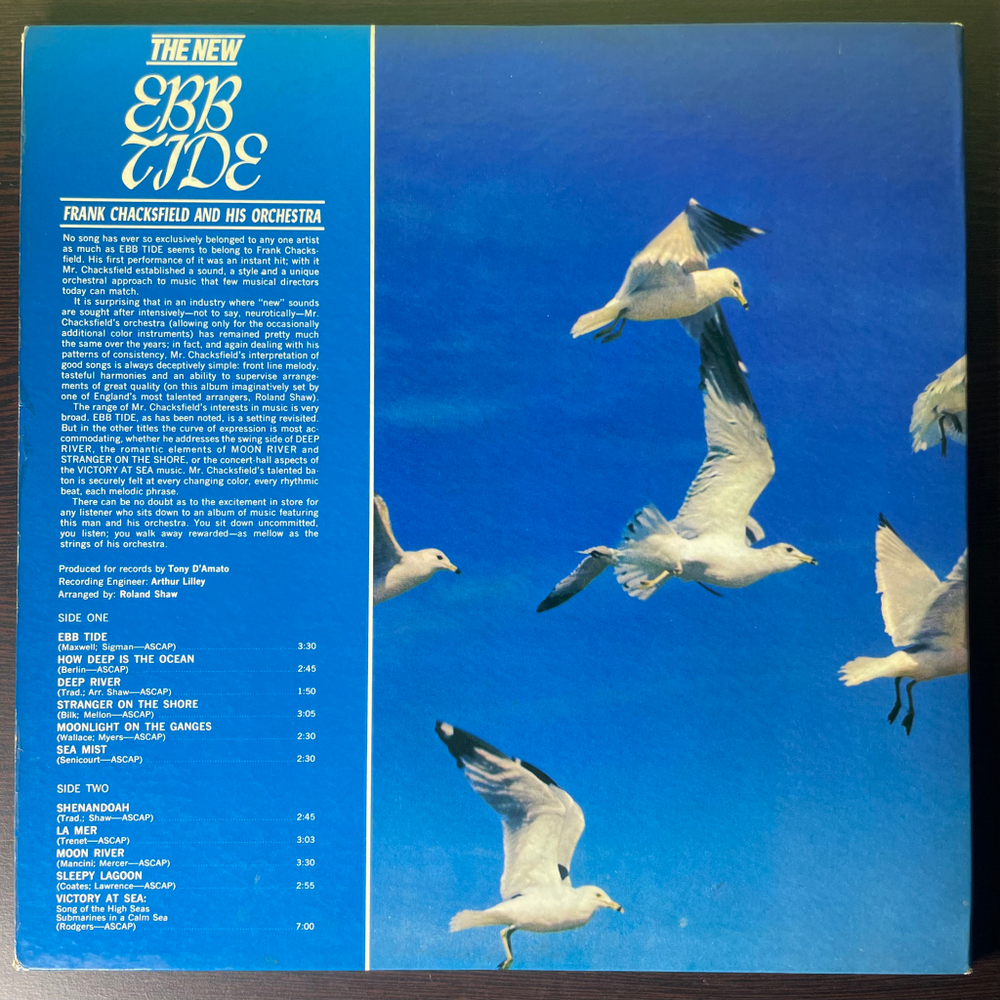 THE NEW
EBB
TIDE
FRANK CHACKSFIELD AND HIS ORCHESTRA
No song has ever so exclusively belonged to any one artist
as much as EBB TIDE seems to belong to Frank Chacks-
field. His first performance of it was an instant hit; with it
Mr. Chacksfield established a sound, a style and a unique
orchestral approach to music that few musical directors
today can match.
It is surprising that in an industry where "new" sounds
are sought after intensively—not to say, neurotically—Mr.
Chacksfield's orchestra (allowing only for the occasionally
additional color instruments) has remained pretty much
the same over the years; in fact, and again dealing with his
patterns of consistency, Mr. Chacksfield's interpretation of
good songs is always deceptively simple: front line melody,
tasteful harmonies and an ability to supervise arrange-
ments of great quality (on this album imaginatively set by
one of England's most talented arrangers, Roland Shaw).
The range of Mr. Chacksfield's interests in music is very
broad. EBB TIDE, as has been noted, is a setting revisited.
But in the other titles the curve of expression is most ac-
commodating, whether he addresses the swing side of DEEP
RIVER, the romantic elements of MOON RIVER and
STRANGER ON THE SHORE, or the concert-hall aspects of
the VICTORY AT SEA music. Mr. Chacksfield's talented ba-
ton is securely felt at every changing color, every rhythmic
beat, each melodic phrase.
There can be no doubt as to the excitement in store for
any listener who sits down to an album of music featuring
this man and his orchestra. You sit down uncommitted,
you listen; you walk away rewarded—as mellow as the
strings of his orchestra.
Produced for records by Tony D'Amato
Recording Engineer: Arthur Lilley
Arranged by: Roland Shaw
SIDE ONE
EBB TIDE
(Maxwell; Sigman—ASCAP) 3:30
HOW DEEP IS THE OCEAN
(Berlin—ASCAP) 2:45
DEEP RIVER
(Trad.; Arr. Shaw—ASCAP) 1:50
STRANGER ON THE SHORE
(Bilk; Mellon—ASCAP) 3:05
MOONLIGHT ON THE GANGES
(Wallace; Myers—ASCAP) 2:30
SEA MIST
(Senicourt—ASCAP) 2:30
SIDE TWO
SHENANDOAH
(Trad.; Shaw—ASCAP) 2:45
LA MER
(Trenet—ASCAP) 3:03
MOON RIVER
(Mancini; Mercer—ASCAP) 3:30
SLEEPY LAGOON
(Coates; Lawrence—ASCAP) 2:55
VICTORY AT SEA:
Song of the High Seas
Submarines in a Calm Sea
(Rodgers—ASCAP) 7:00